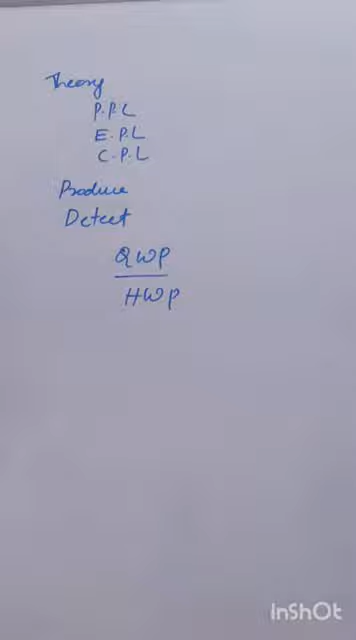 Theory
P.P.L
E.P.L
C.P.L
Produce
Detect
QWP
HWP
InShOt